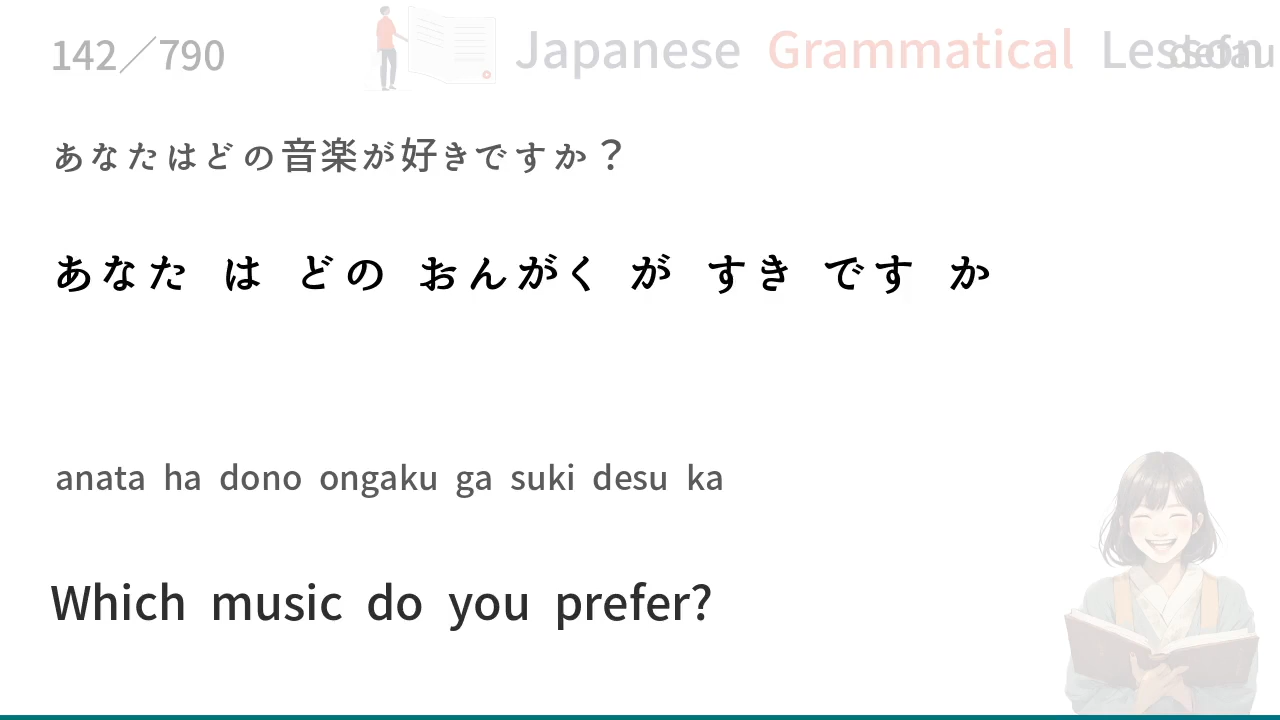 142／790
Japanese Grammatical Lesson
あなたはどの音楽が好きですか？
あなた は どの おんがく が すき です か
anata ha dono ongaku ga suki desu ka
Which music do you prefer?